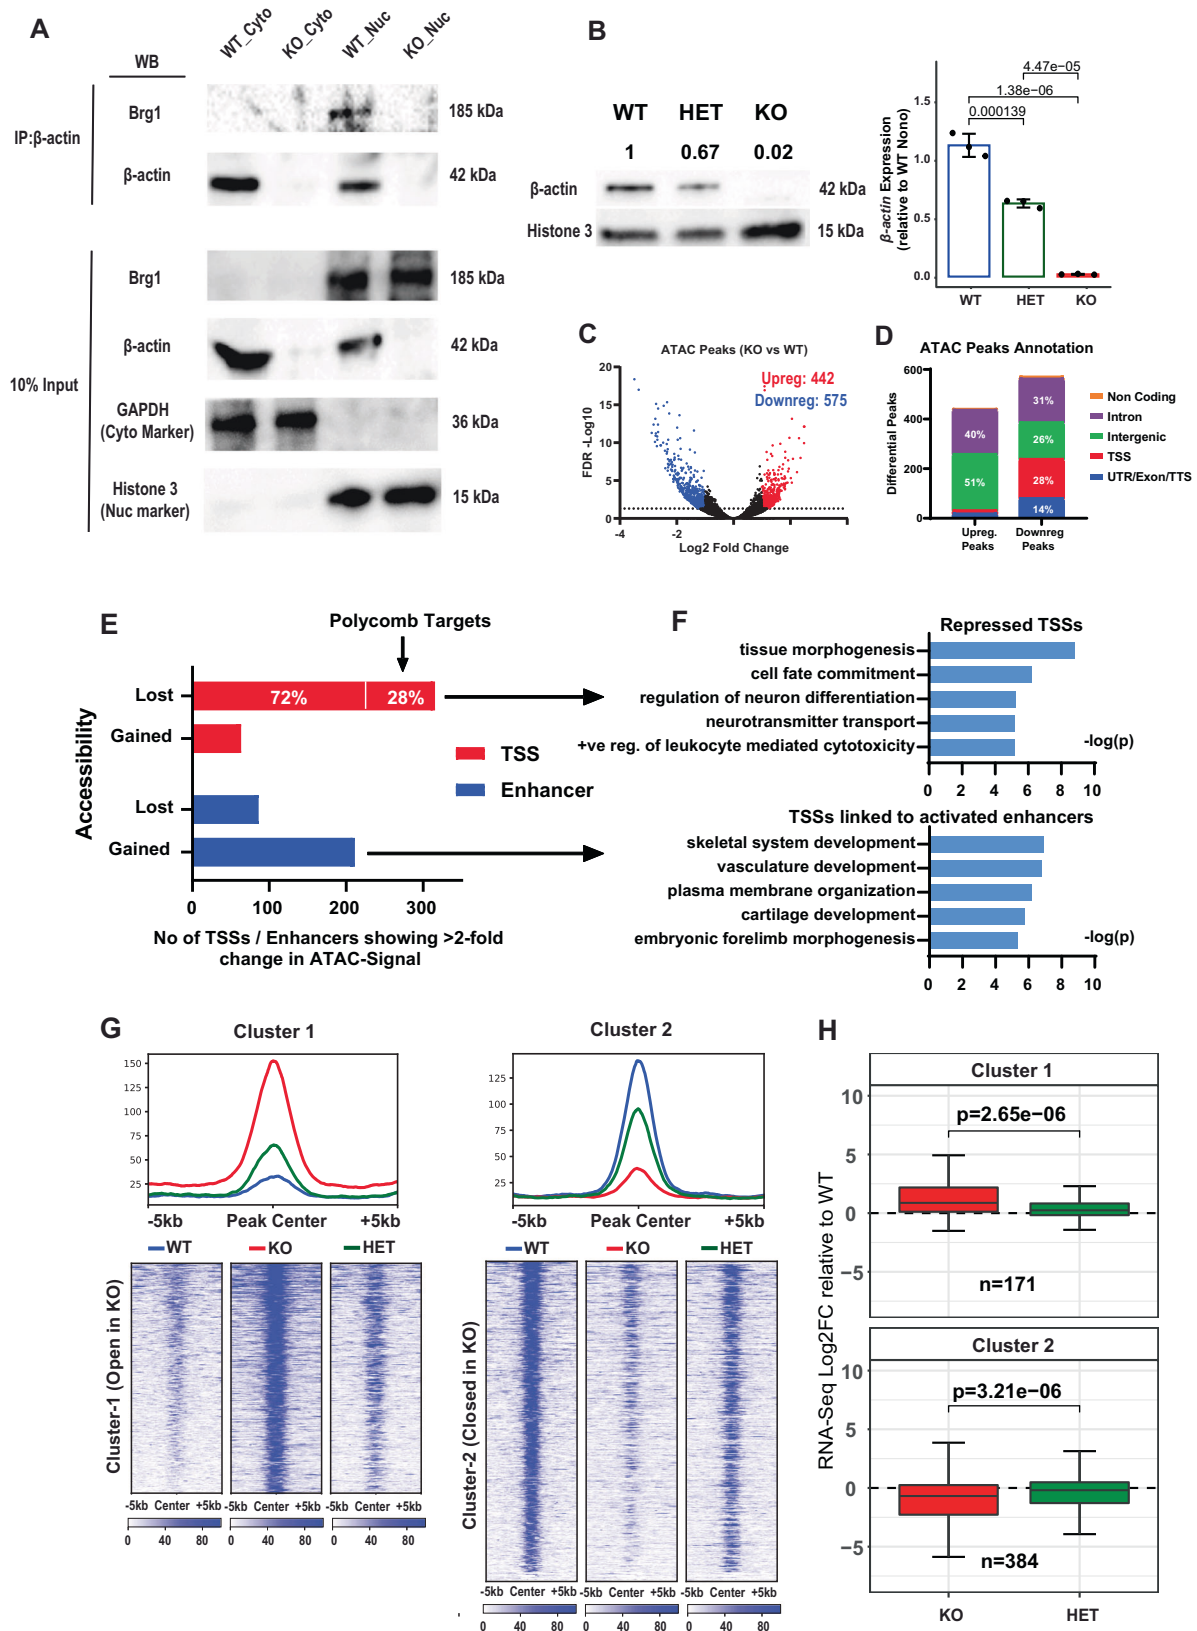 A
WT_Cyto
KO_Cyto
WT_Nuc
KO_Nuc
WB
IP:β-actin
Brg1
185 kDa
β-actin
42 kDa
10% Input
Brg1
185 kDa
β-actin
42 kDa
GAPDH
(Cyto Marker)
36 kDa
Histone 3
(Nuc marker)
15 kDa
B
WT HET KO
1 0.67 0.02
β-actin
42 kDa
Histone 3
15 kDa
β-actin Expression
(relative to WT Nono)
1.5
1.0
0.5
0.0
4.47e−05
1.38e−06
0.000139
WT HET KO
C
ATAC Peaks (KO vs WT)
Upreg: 442
Downreg: 575
FDR -Log10
20
15
10
5
0
-4 -2 0
Log2 Fold Change
D
ATAC Peaks Annotation
Differential Peaks
600
400
200
0
40%
51%
31%
26%
28%
14%
Upreg. Peaks
Downreg Peaks
Non Coding
Intron
Intergenic
TSS
UTR/Exon/TTS
E
Polycomb Targets
Accessibility
Lost
72%
28%
Gained
TSS
Enhancer
Lost
Gained
0 100 200 300
No of TSSs / Enhancers showing >2-fold
change in ATAC-Signal
F
Repressed TSSs
tissue morphogenesis
cell fate commitment
regulation of neuron differentiation
neurotransmitter transport
+ve reg. of leukocyte mediated cytotoxicity
-log(p)
0 2 4 6 8 10
TSSs linked to activated enhancers
skeletal system development
vasculature development
plasma membrane organization
cartilage development
embryonic forelimb morphogenesis
-log(p)
0 2 4 6 8 10
G
Cluster 1
150
125
100
75
50
25
-5kb Peak Center +5kb
WT KO HET
Cluster-1 (Open in KO)
-5kb Center +5kb
-5kb Center +5kb
-5kb Center +5kb
0 40 80
0 40 80
0 40 80
Cluster 2
125
100
75
50
25
-5kb Peak Center +5kb
WT KO HET
Cluster-2 (Closed in KO)
-5kb Center +5kb
-5kb Center +5kb
-5kb Center +5kb
0 40 80
0 40 80
0 40 80
H
RNA-Seq Log2FC relative to WT
Cluster 1
10
5
0
−5
p=2.65e−06
n=171
Cluster 2
10
5
0
−5
p=3.21e−06
n=384
KO HET